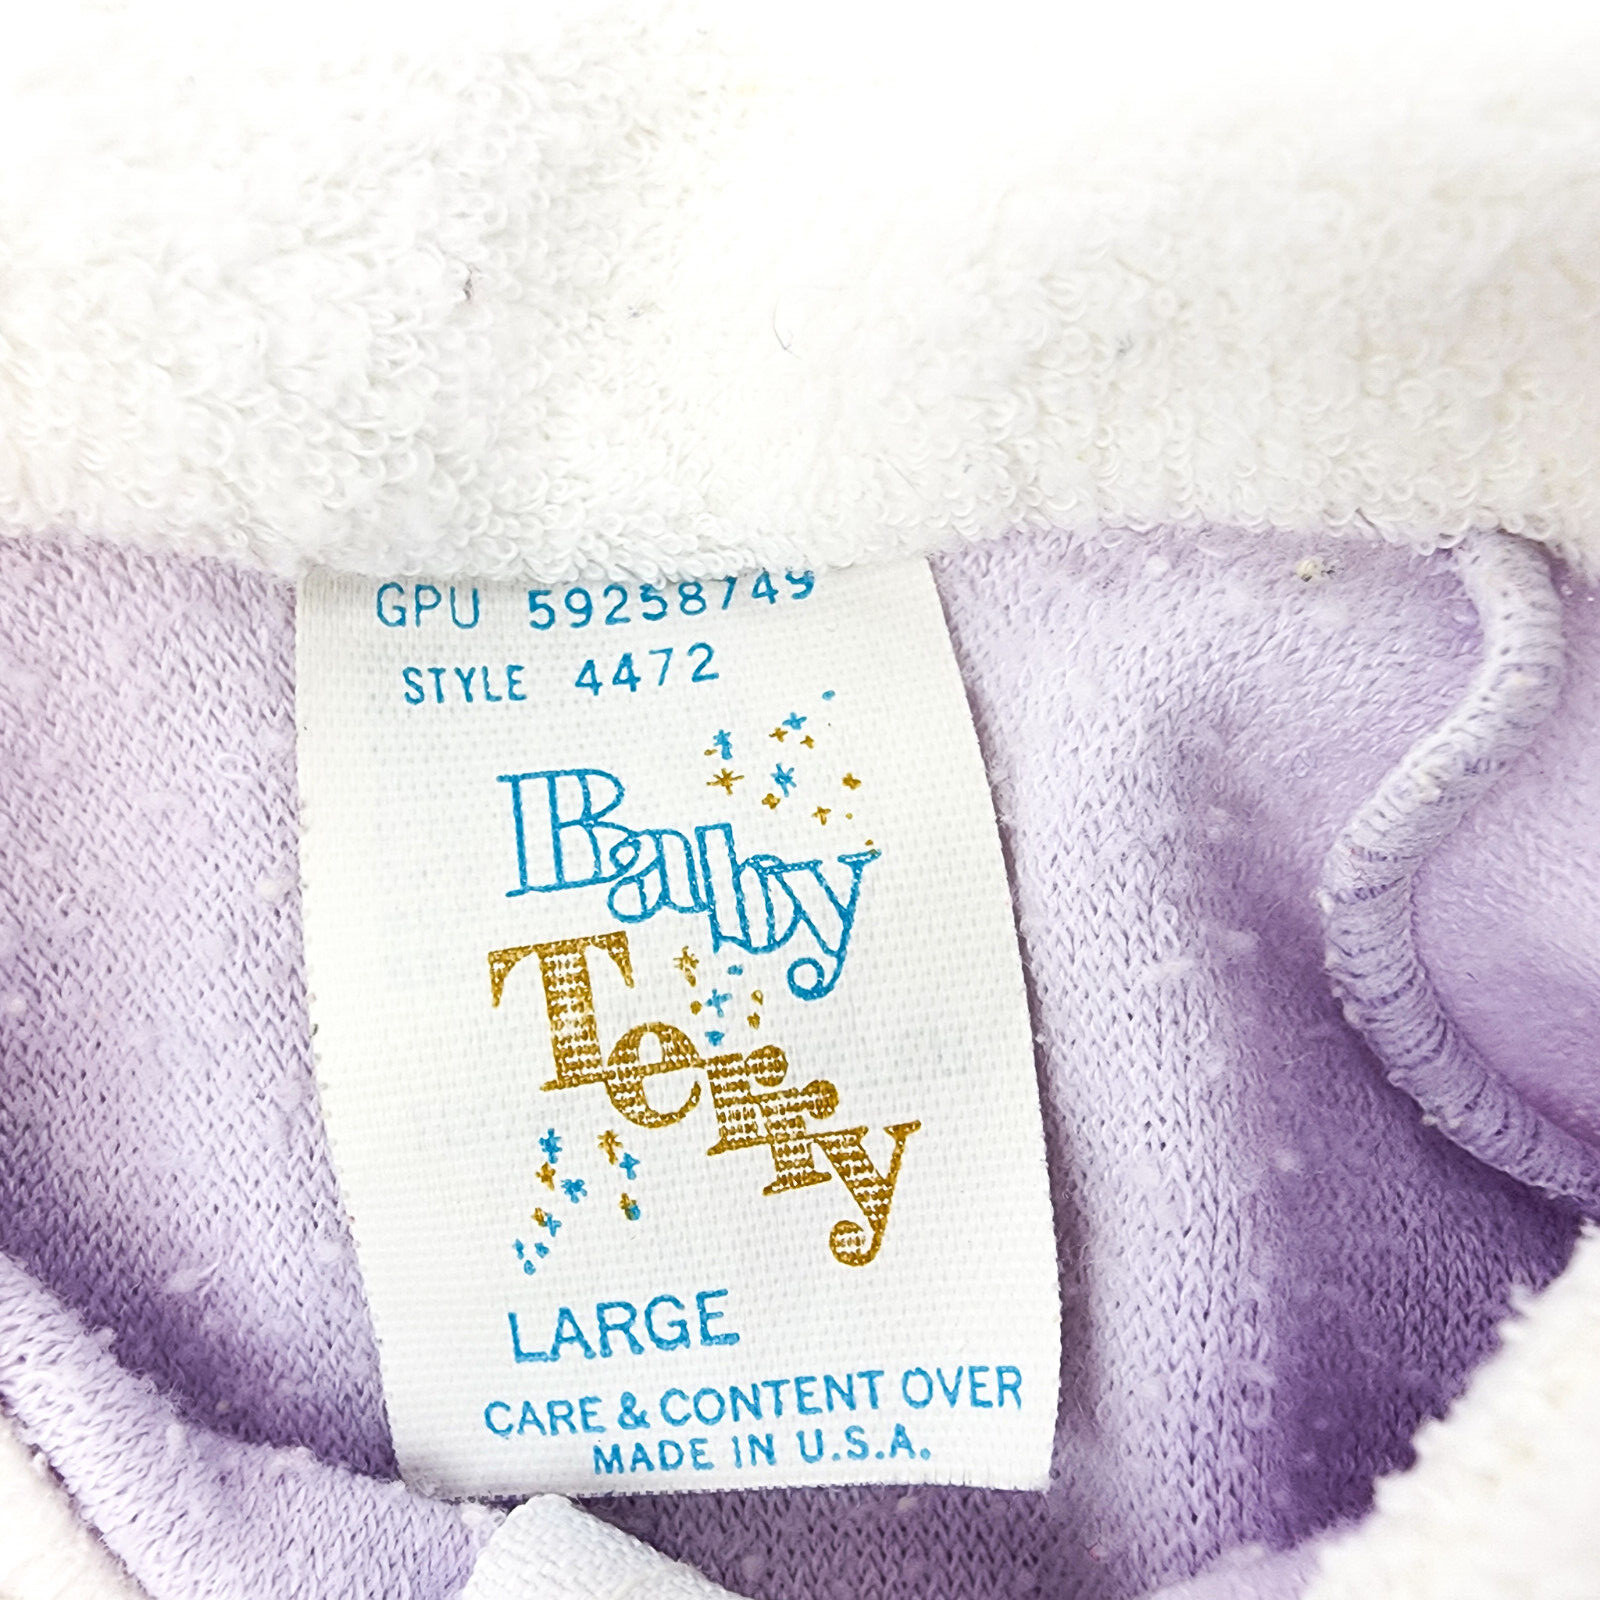 GPU 59258749
STYLE 4472
Baby
Terry
LARGE
CARE & CONTENT OVER
MADE IN U.S.A.